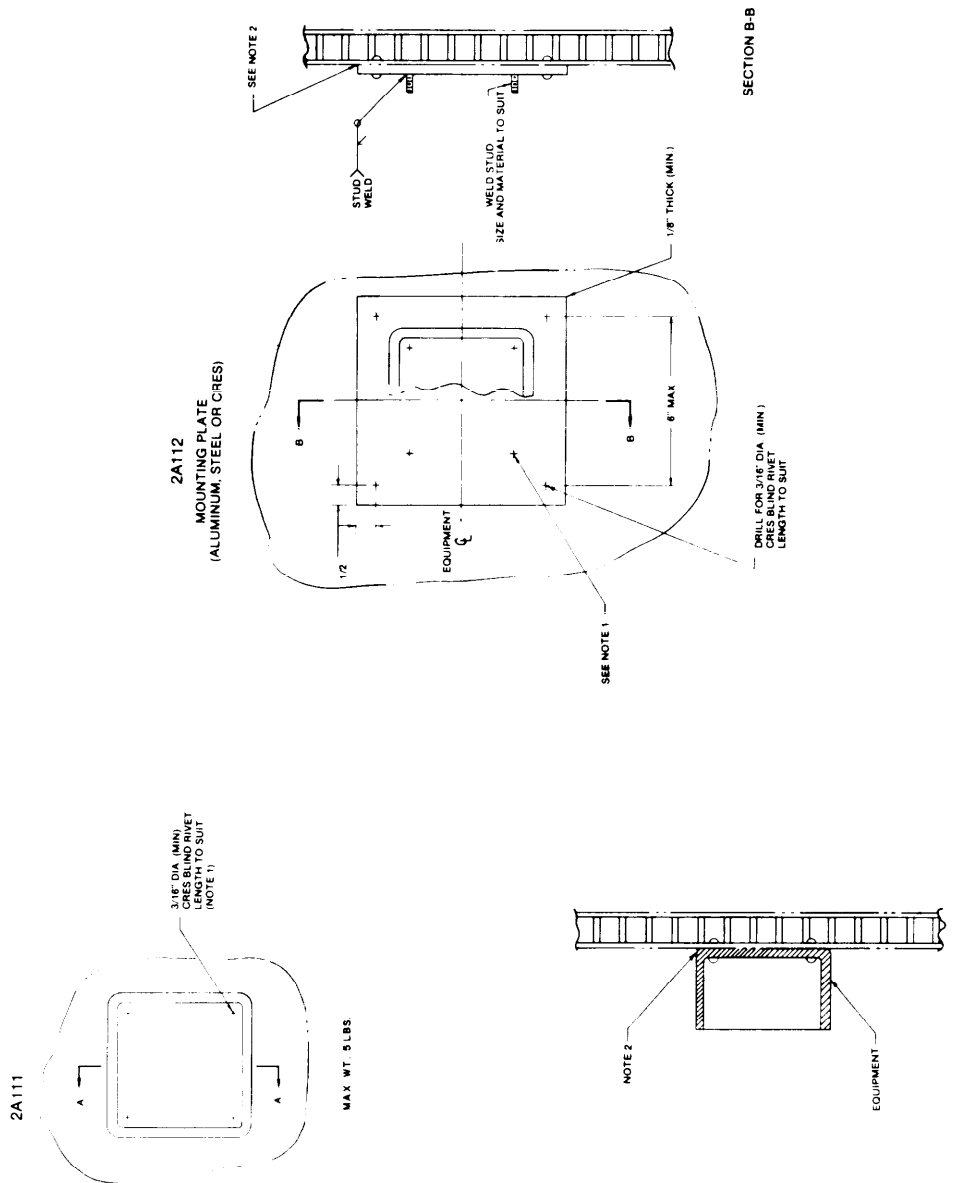 2A111
A
A
3/16" DIA (MIN)
CRES BLIND RIVET
LENGTH TO SUIT
(NOTE 1)
MAX WT. 5 LBS.
NOTE 2
EQUIPMENT
2A112
MOUNTING PLATE
(ALUMINUM, STEEL OR CRES)
B
B
1/2
EQUIPMENT
℄
SEE NOTE 1
6" MAX
DRILL FOR 3/16" DIA (MIN)
CRES BLIND RIVET
LENGTH TO SUIT
1/8" THICK (MIN)
SEE NOTE 2
STUD
WELD
WELD STUD
SIZE AND MATERIAL TO SUIT
SECTION B-B